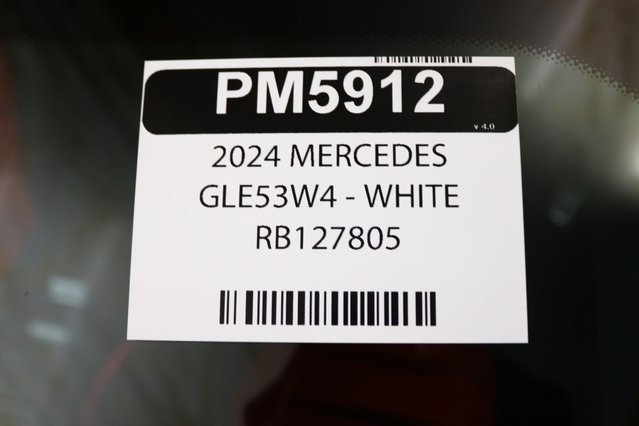 PM5912
v 4.0
2024 MERCEDES
GLE53W4 - WHITE
RB127805